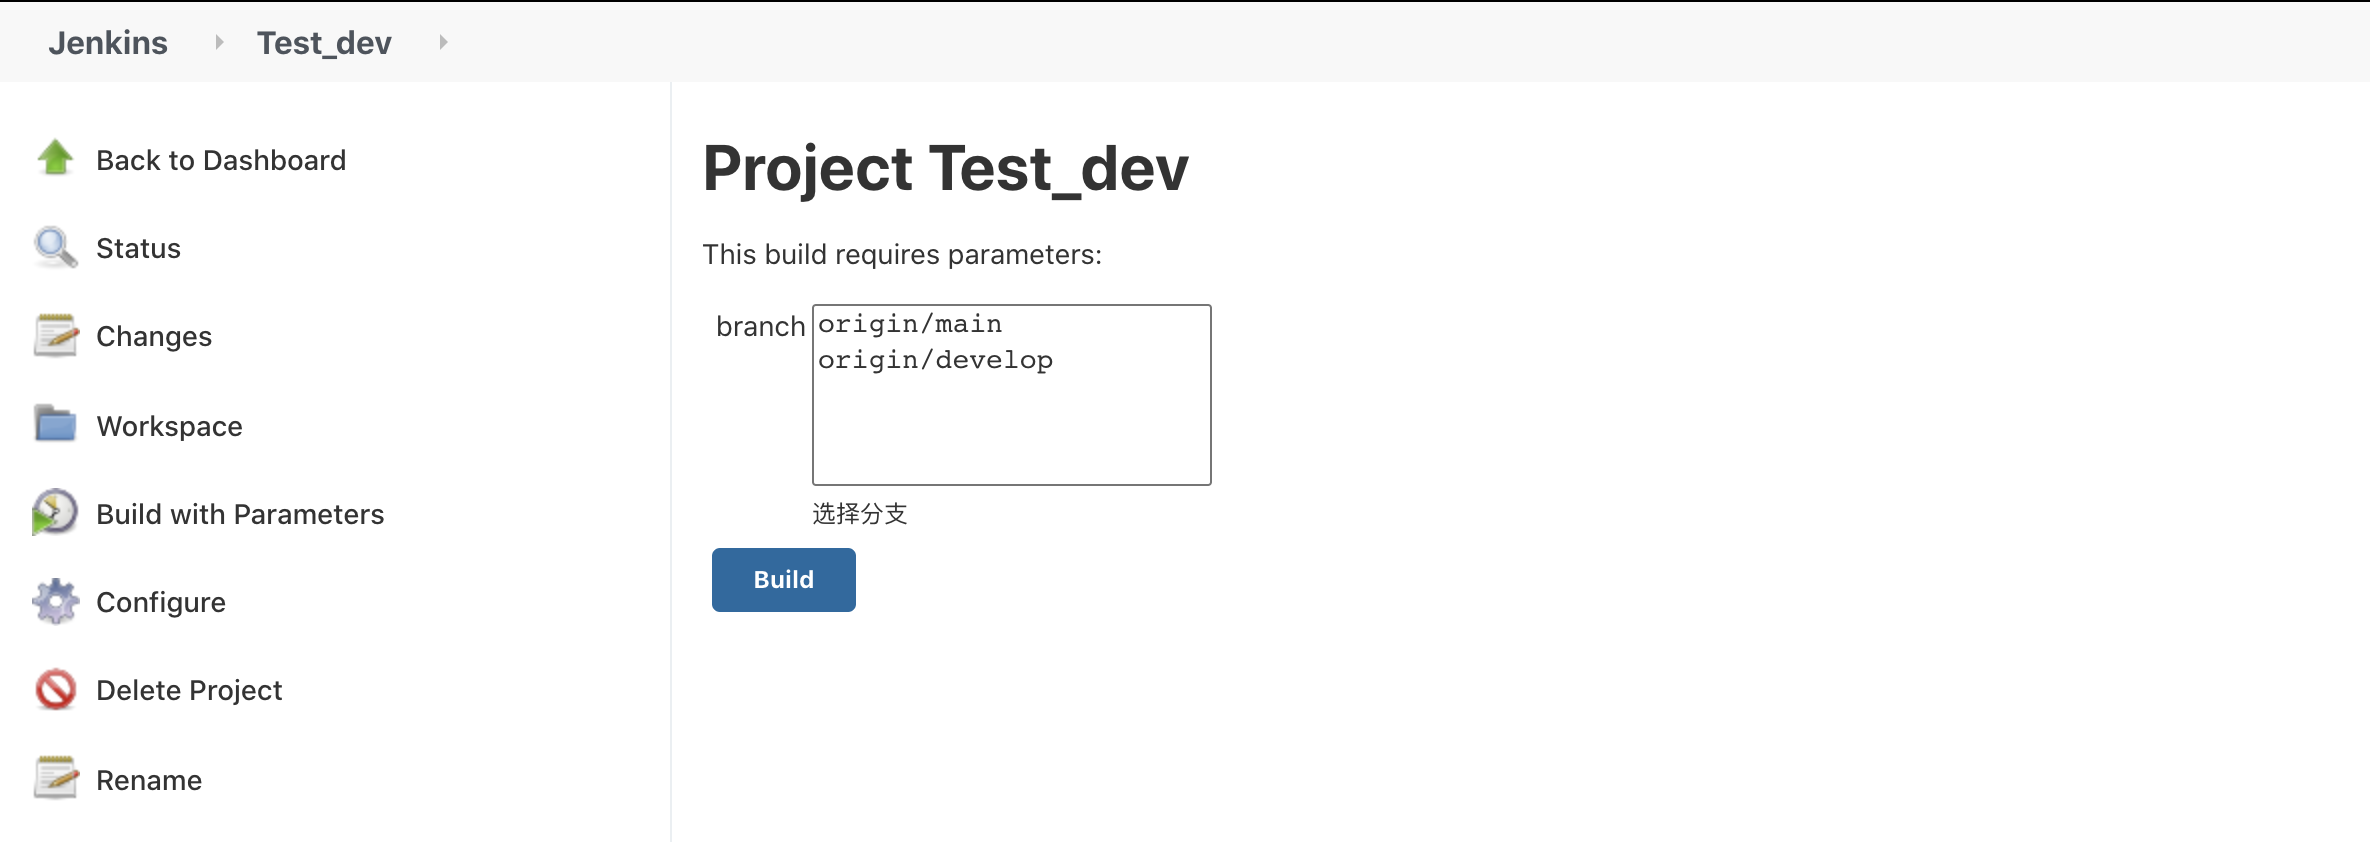 Jenkins Test_dev
Back to Dashboard
Status
Changes
Workspace
Build with Parameters
Configure
Delete Project
Rename
Project Test_dev
This build requires parameters:
branch
origin/main
origin/develop
选择分支
Build